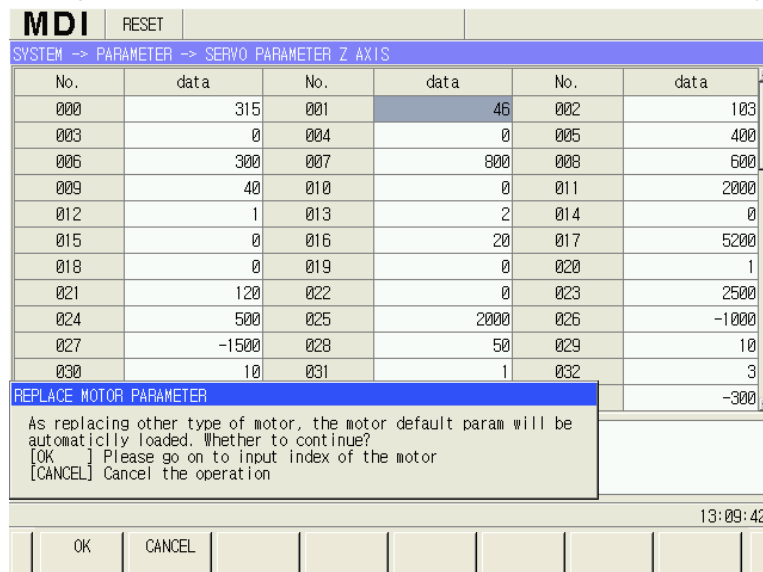 MDI RESET
SYSTEM -> PARAMETER -> SERVO PARAMETER Z AXIS
No. data No. data No. data
000 315 001 46 002 103
003 0 004 0 005 400
006 300 007 800 008 600
009 40 010 0 011 2000
012 1 013 2 014 0
015 0 016 20 017 5200
018 0 019 0 020 1
021 120 022 0 023 2500
024 500 025 2000 026 -1000
027 -1500 028 50 029 10
030 10 031 1 032 3
-300
REPLACE MOTOR PARAMETER
As replacing other type of motor, the motor default param will be
automaticlly loaded. Whether to continue?
[OK ] Please go on to input index of the motor
[CANCEL] Cancel the operation
13:09:42
OK CANCEL